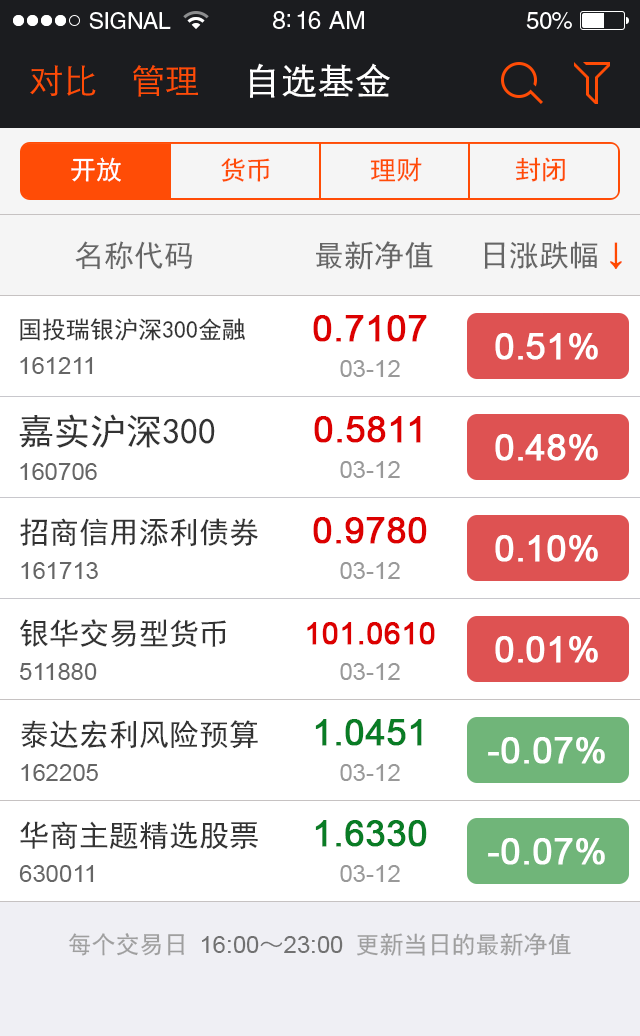 SIGNAL 8:16 AM 50%
对比 管理 自选基金
开放 货币 理财 封闭
名称代码 最新净值 日涨跌幅↓
国投瑞银沪深300金融 0.7107 0.51%
161211 03-12
嘉实沪深300 0.5811 0.48%
160706 03-12
招商信用添利债券 0.9780 0.10%
161713 03-12
银华交易型货币 101.0610 0.01%
511880 03-12
泰达宏利风险预算 1.0451 -0.07%
162205 03-12
华商主题精选股票 1.6330 -0.07%
630011 03-12
每个交易日 16:00～23:00 更新当日的最新净值